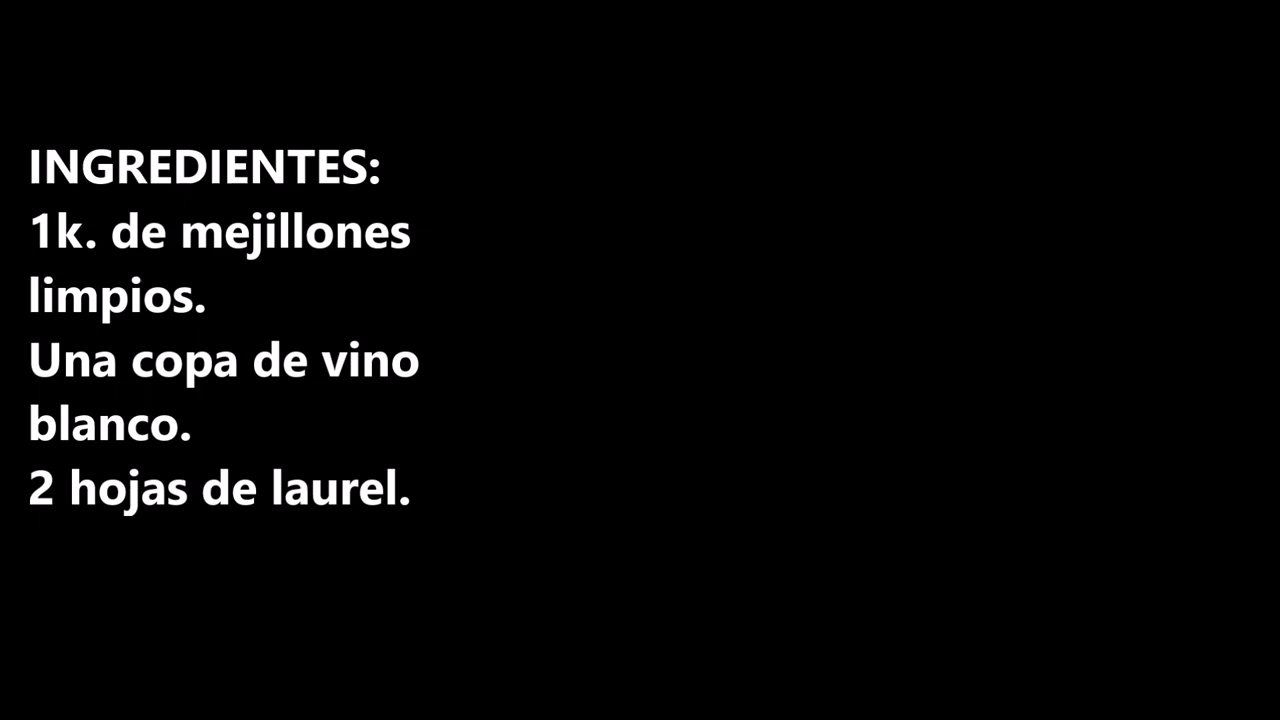 INGREDIENTES:
1k. de mejillones
limpios.
Una copa de vino
blanco.
2 hojas de laurel.